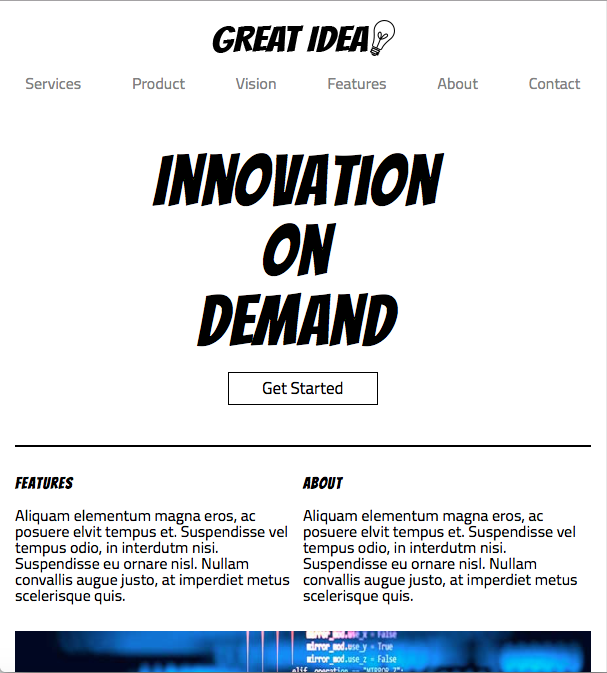 GREAT IDEA
Services Product Vision Features About Contact
INNOVATION
ON
DEMAND
Get Started
FEATURES
Aliquam elementum magna eros, ac
posuere elvit tempus et. Suspendisse vel
tempus odio, in interdutm nisi.
Suspendisse eu ornare nisl. Nullam
convallis augue justo, at imperdiet metus
scelerisque quis.
ABOUT
Aliquam elementum magna eros, ac
posuere elvit tempus et. Suspendisse vel
tempus odio, in interdutm nisi.
Suspendisse eu ornare nisl. Nullam
convallis augue justo, at imperdiet metus
scelerisque quis.
mirror_mod.use_x = False
mirror_mod.use_y = True
mirror_mod.use_z = False
elif _operation == "MIRROR_Z":